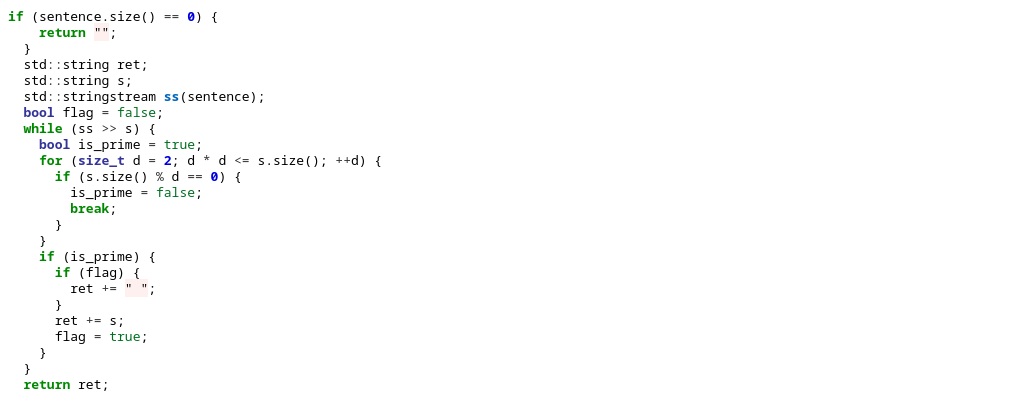 if (sentence.size() == 0) {
    return "";
  }
  std::string ret;
  std::string s;
  std::stringstream ss(sentence);
  bool flag = false;
  while (ss >> s) {
    bool is_prime = true;
    for (size_t d = 2; d * d <= s.size(); ++d) {
      if (s.size() % d == 0) {
        is_prime = false;
        break;
      }
    }
    if (is_prime) {
      if (flag) {
        ret += " ";
      }
      ret += s;
      flag = true;
    }
  }
  return ret;